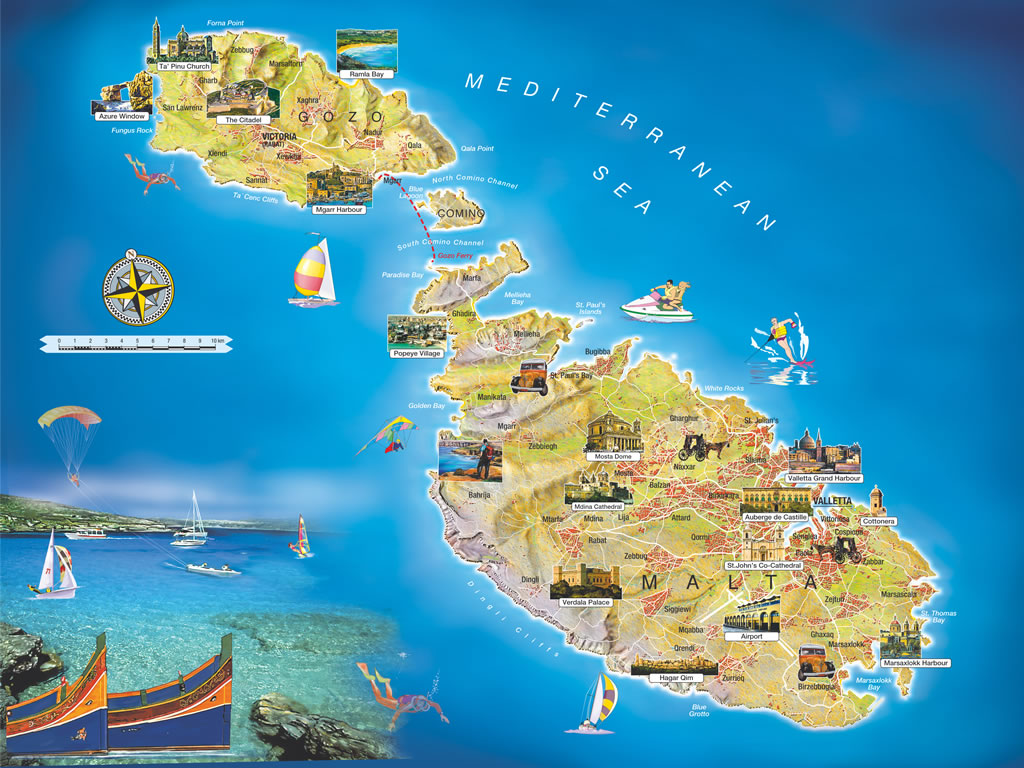 Forna Point
Zebbug
Ta' Pinu Church
Marsalforn
Ramla Bay
Gharb
Azure Window
San Lawrenz
The Citadel
Xaghra
GOZO
Fungus Rock
VICTORIA
(RABAT)
Nadur
Qala
Xlendi
Xewkija
Qala Point
Sannat
Mgarr
Ta' Cenc Cliffs
Mgarr Harbour
North Comino Channel
Blue
Lagoon
COMINO
MEDITERRANEAN
SEA
South Comino Channel
Gozo Ferry
Paradise Bay
Marfa
N
Mellieha
Bay
Ghadira
St. Paul's
Islands
0 1 2 3 4 5 6 7 8 9 10 km
Popeye Village
Mellieha
Bugibba
St. Paul's Bay
White Rocks
Manikata
Golden Bay
Mgarr
Gharghur
St. Julian's
Zebbiegh
Mosta Dome
Naxxar
Sliema
Mosta
Valletta Grand Harbour
Bahrija
Balzan
Mdina Cathedral
Birkirkara
VALLETTA
Auberge de Castille
Mtarfa
Mdina
Lija
Attard
Vittoriosa
Cottonera
Senglea
Cospicua
Rabat
Qormi
Paola
Zebbug
St.John's Co-Cathedral
Zabbar
Dingli
MALTA
Verdala Palace
Siggiewi
Zejtun
Marsascala
Dingli Cliffs
Mqabba
Airport
Ghaxaq
St. Thomas
Bay
Marsaxlokk
Qrendi
Marsaxlokk Harbour
Hagar Qim
Zurrieq
Birzebbugia
Marsaxlokk
Bay
Blue
Grotto